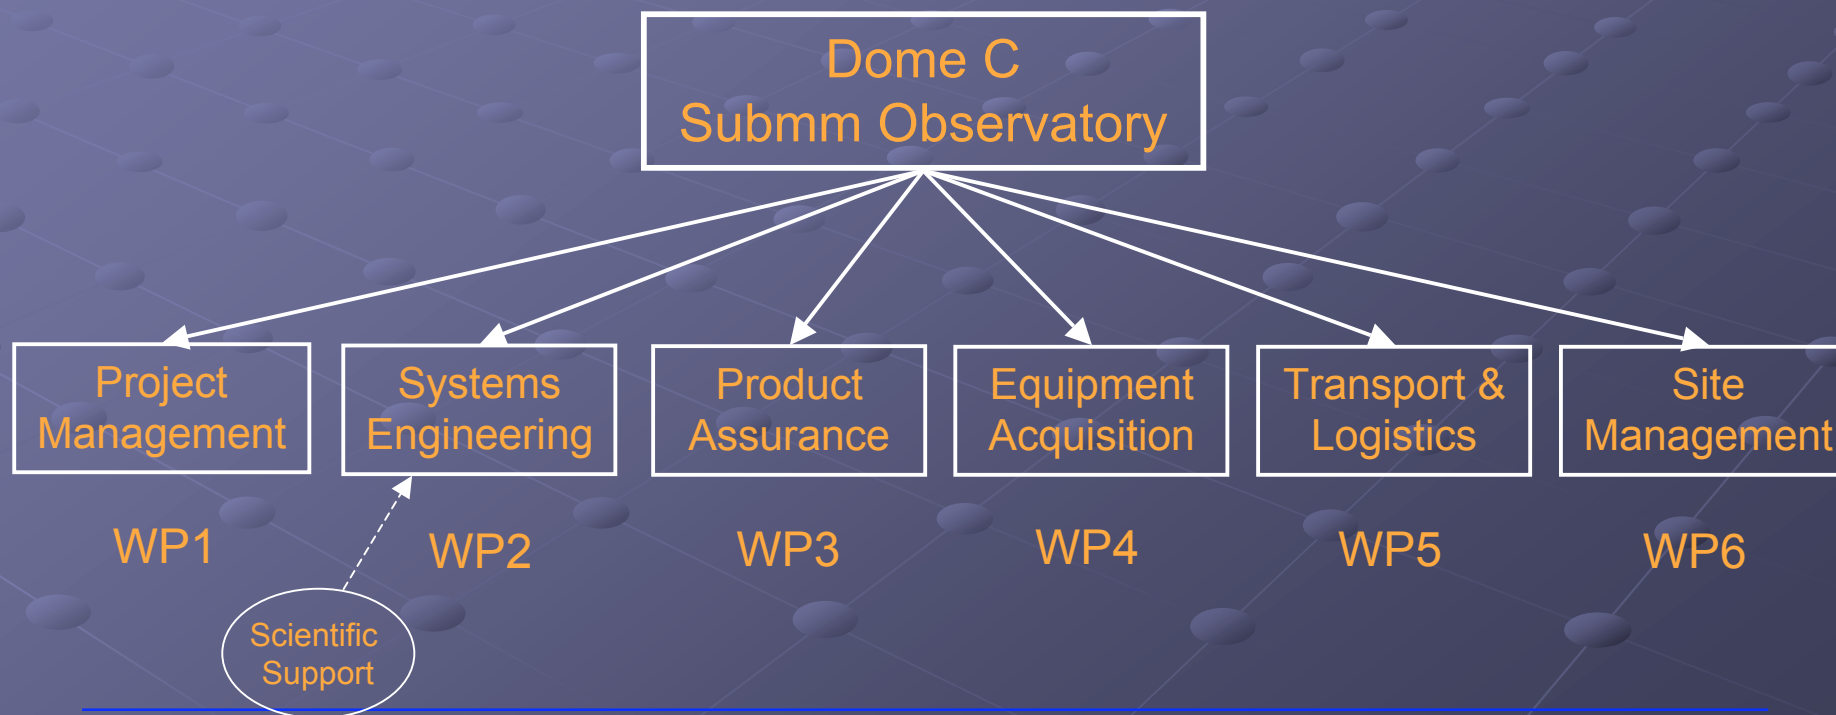 Dome C
Submm Observatory
Project
Management
Systems
Engineering
Product
Assurance
Equipment
Acquisition
Transport &
Logistics
Site
Management
WP1
WP2
WP3
WP4
WP5
WP6
Scientific
Support